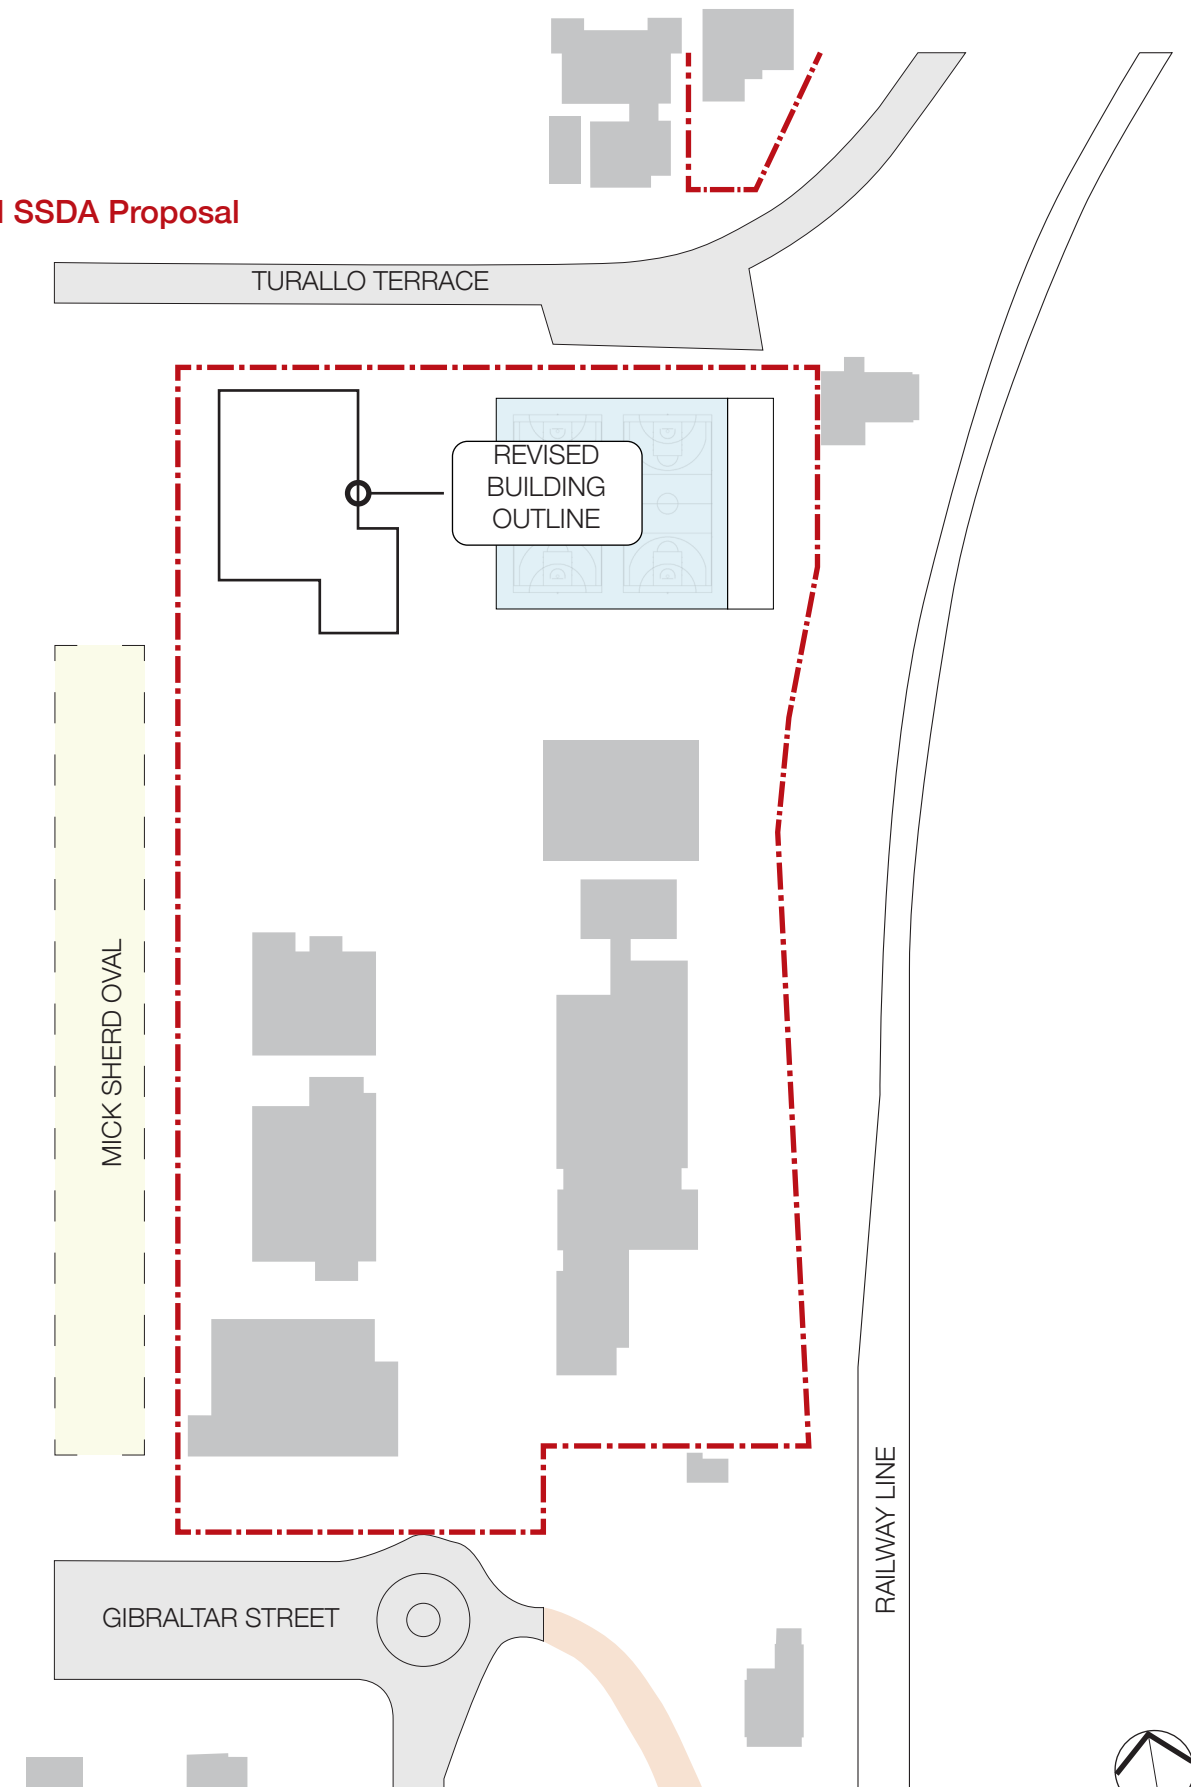 SSDA Proposal
TURALLO TERRACE
REVISED
BUILDING
OUTLINE
MICK SHERD OVAL
RAILWAY LINE
GIBRALTAR STREET